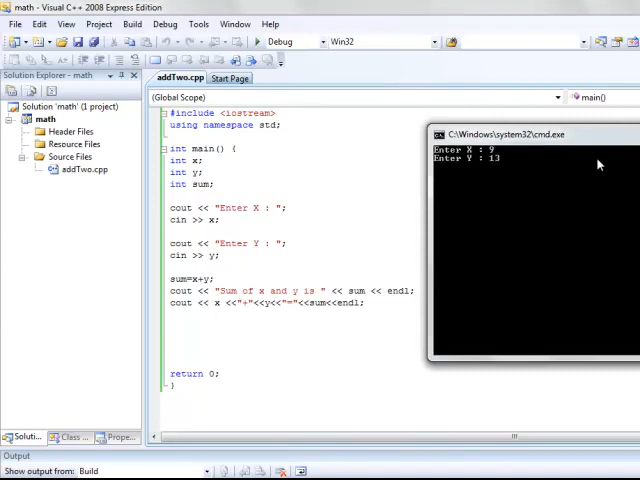 math - Visual C++ 2008 Express Edition
File Edit View Project Build Debug Tools Window Help
Debug Win32
Solution Explorer - math
addTwo.cpp Start Page
(Global Scope) main()
Solution 'math' (1 project)
math
Header Files
Resource Files
Source Files
addTwo.cpp
#include <iostream>
using namespace std;
int main() {
int x;
int y;
int sum;
cout << "Enter X : ";
cin >> x;
cout << "Enter Y : ";
cin >> y;
sum=x+y;
cout << "Sum of x and y is " << sum << endl;
cout << x <<"+"<<y<<"="<<sum<<endl;
return 0;
}
C:\Windows\system32\cmd.exe
Enter X : 9
Enter Y : 13
Soluti... Class ... Prope...
Output
Show output from: Build